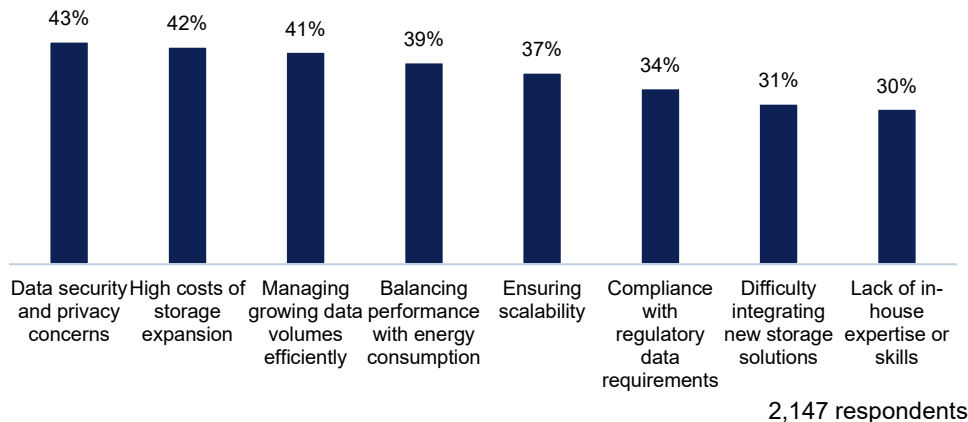 43%
42%
41%
39%
37%
34%
31%
30%
Data security
and privacy
concerns
High costs of
storage
expansion
Managing
growing data
volumes
efficiently
Balancing
performance
with energy
consumption
Ensuring
scalability
Compliance
with
regulatory
data
requirements
Difficulty
integrating
new storage
solutions
Lack of in-
house
expertise or
skills
2,147 respondents